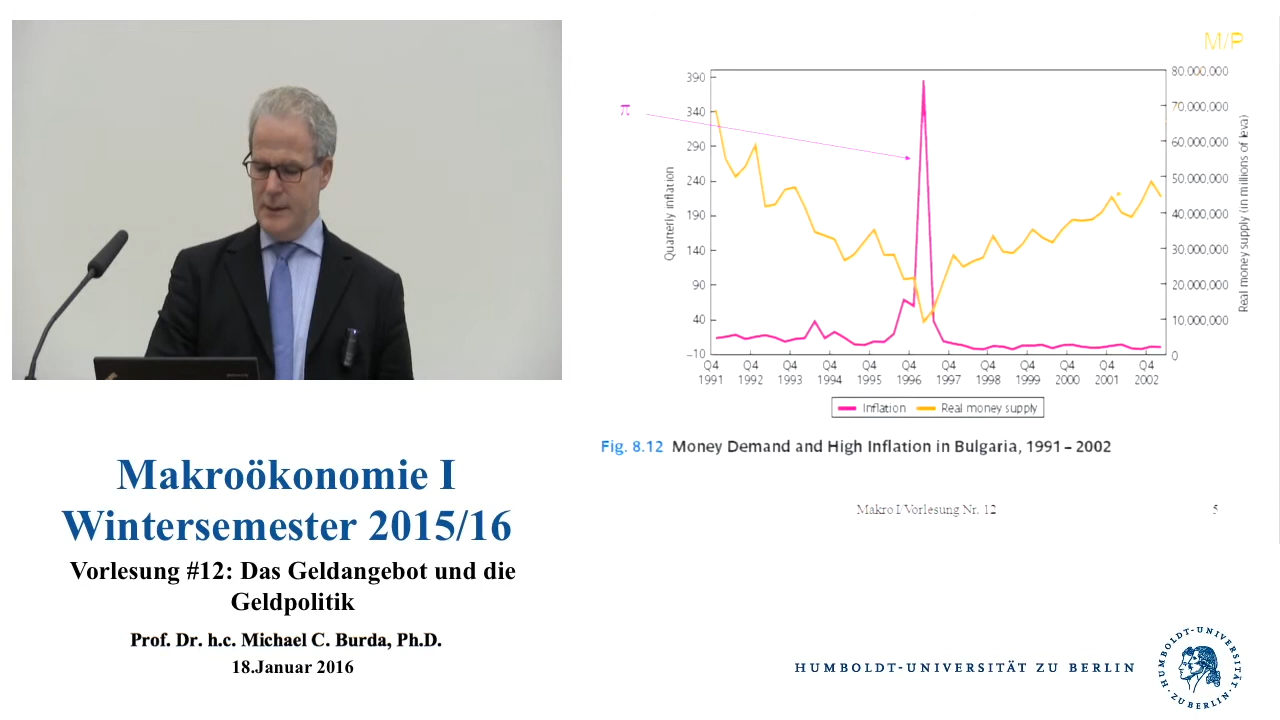 Makroökonomie I
Wintersemester 2015/16
Vorlesung #12: Das Geldangebot und die
Geldpolitik
Prof. Dr. h.c. Michael C. Burda, Ph.D.
18.Januar 2016
M/P
π
Quarterly inflation
390
340
290
240
190
140
90
40
–10
80,000,000
70,000,000
60,000,000
50,000,000
40,000,000
30,000,000
20,000,000
10,000,000
0
Real money supply (in millions of leva)
Q4 Q4 Q4 Q4 Q4 Q4 Q4 Q4 Q4 Q4 Q4 Q4
1991 1992 1993 1994 1995 1996 1997 1998 1999 2000 2001 2002
Inflation Real money supply
Fig. 8.12 Money Demand and High Inflation in Bulgaria, 1991 – 2002
Makro I Vorlesung Nr. 12 5
HUMBOLDT-UNIVERSITÄT ZU BERLIN
HUMBOLDT-UNIVERSITÄT · ZU BERLIN ·